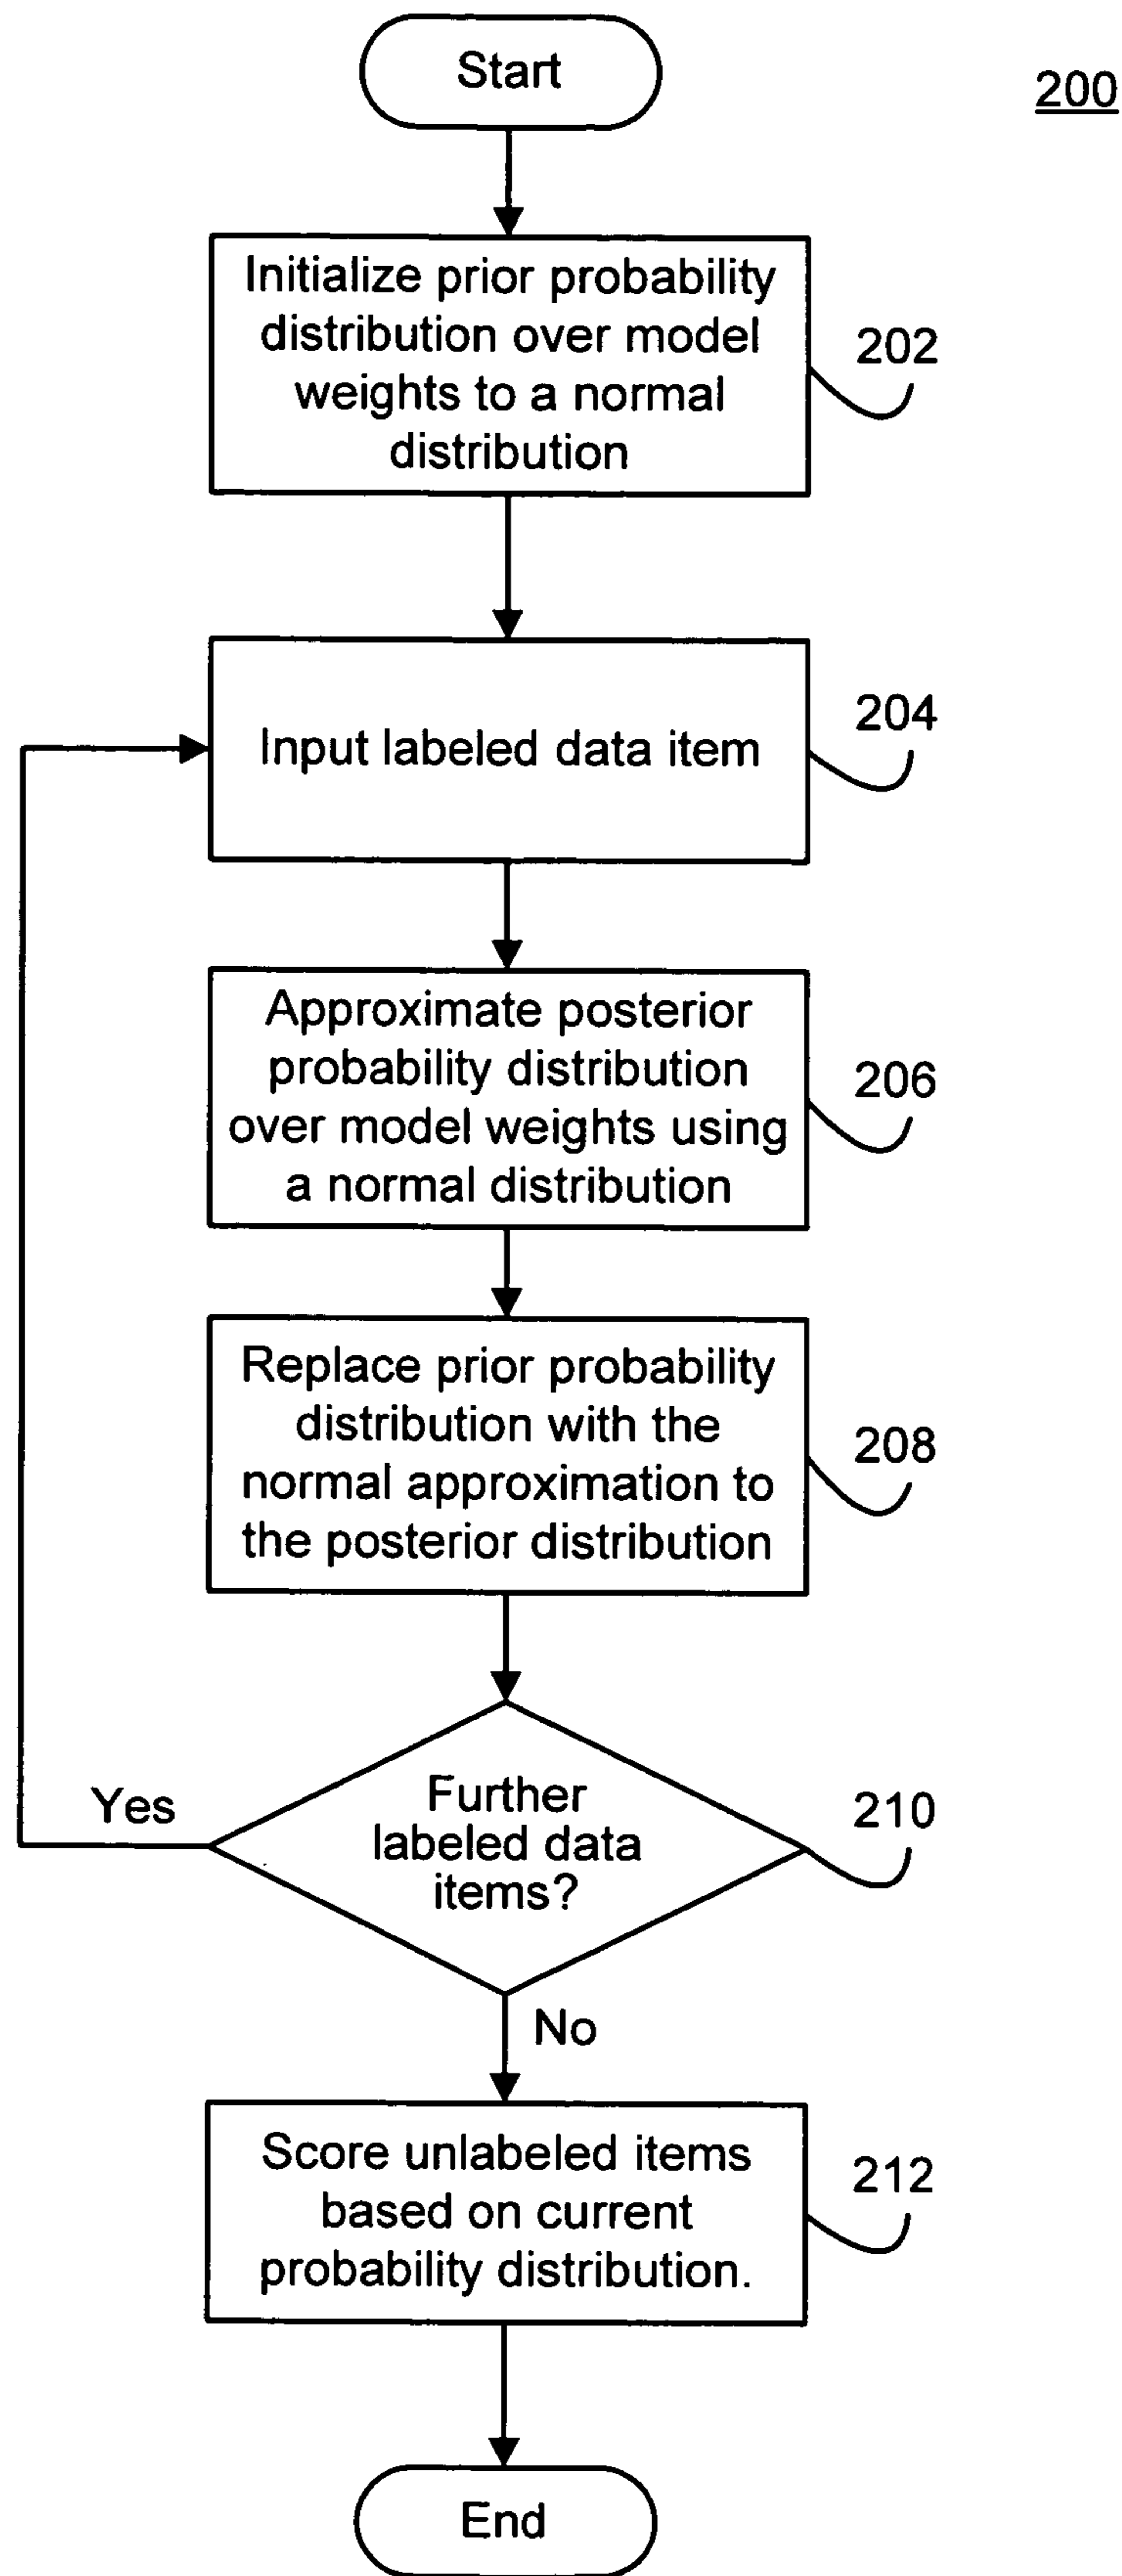 Start
200
Initialize prior probability
distribution over model
weights to a normal
distribution
202
Input labeled data item
204
Approximate posterior
probability distribution
over model weights using
a normal distribution
206
Replace prior probability
distribution with the
normal approximation to
the posterior distribution
208
Further
labeled data
items?
Yes
210
No
Score unlabeled items
based on current
probability distribution.
212
End